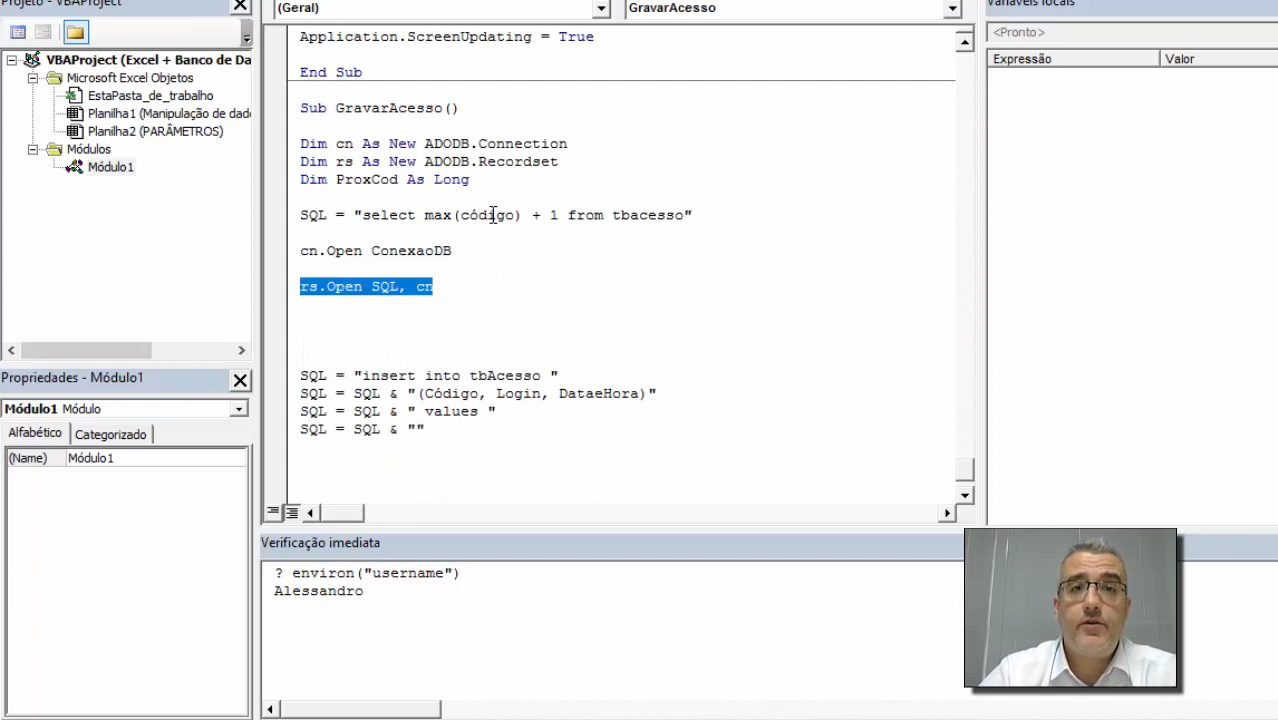 Projeto - VBAProject
VBAProject (Excel + Banco de Da
Microsoft Excel Objetos
EstaPasta_de_trabalho
Planilha1 (Manipulação de dado
Planilha2 (PARÂMETROS)
Módulos
Módulo1
Propriedades - Módulo1
Módulo1 Módulo
Alfabético Categorizado
(Name) Módulo1
(Geral) GravarAcesso
Application.ScreenUpdating = True
End Sub
Sub GravarAcesso()
Dim cn As New ADODB.Connection
Dim rs As New ADODB.Recordset
Dim ProxCod As Long
SQL = "select max(código) + 1 from tbacesso"
cn.Open ConexaoDB
rs.Open SQL, cn
SQL = "insert into tbAcesso "
SQL = SQL & "(Código, Login, DataeHora)"
SQL = SQL & " values "
SQL = SQL & ""
Verificação imediata
? environ("username")
Alessandro
Variáveis locais
<Pronto>
Expressão Valor